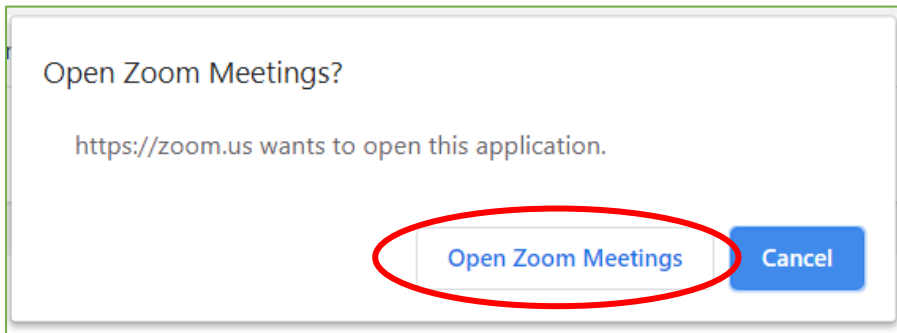 Open Zoom Meetings?
https://zoom.us wants to open this application.
Open Zoom Meetings
Cancel